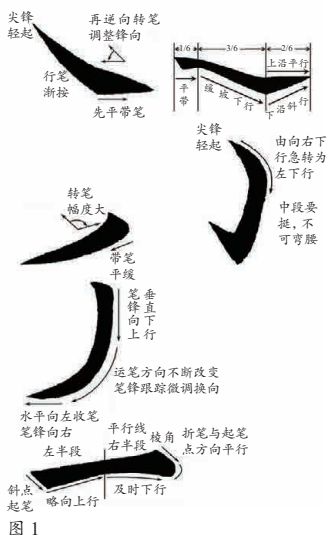 尖锋
轻起
再逆向转笔
调整锋向
行笔
渐按
先平带笔
1/6
3/6
2/6
上沿平行
平带
缓坡下行
下沿斜行
尖锋
轻起
由向右下
行急转为
左下行
中段要
挺，不
可弯腰
转笔
幅度大
带笔
平缓
笔锋向上
垂直下行
运笔方向不断改变
笔锋跟踪微调换向
水平向左收笔
笔锋向右
左半段
平行线
右半段
棱角
折笔与起笔
点方向平行
斜点
起笔
略向上行
及时下行
图 1